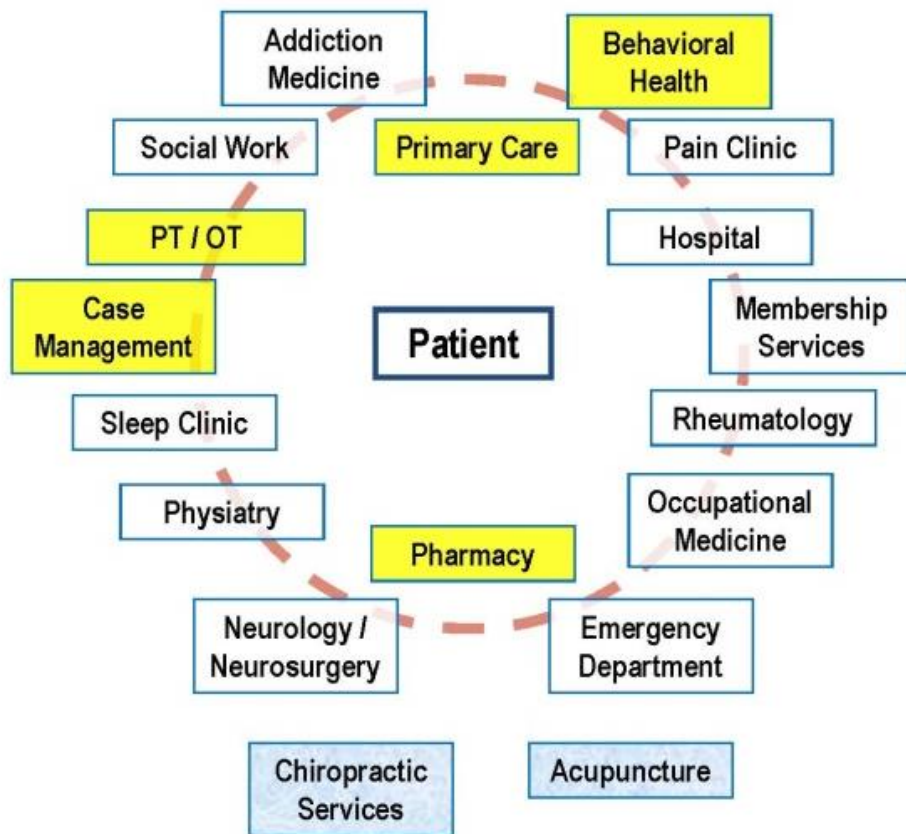 Addiction
Medicine
Behavioral
Health
Social Work
Primary Care
Pain Clinic
PT / OT
Hospital
Case
Management
Patient
Membership
Services
Sleep Clinic
Rheumatology
Physiatry
Occupational
Medicine
Pharmacy
Neurology /
Neurosurgery
Emergency
Department
Chiropractic
Services
Acupuncture